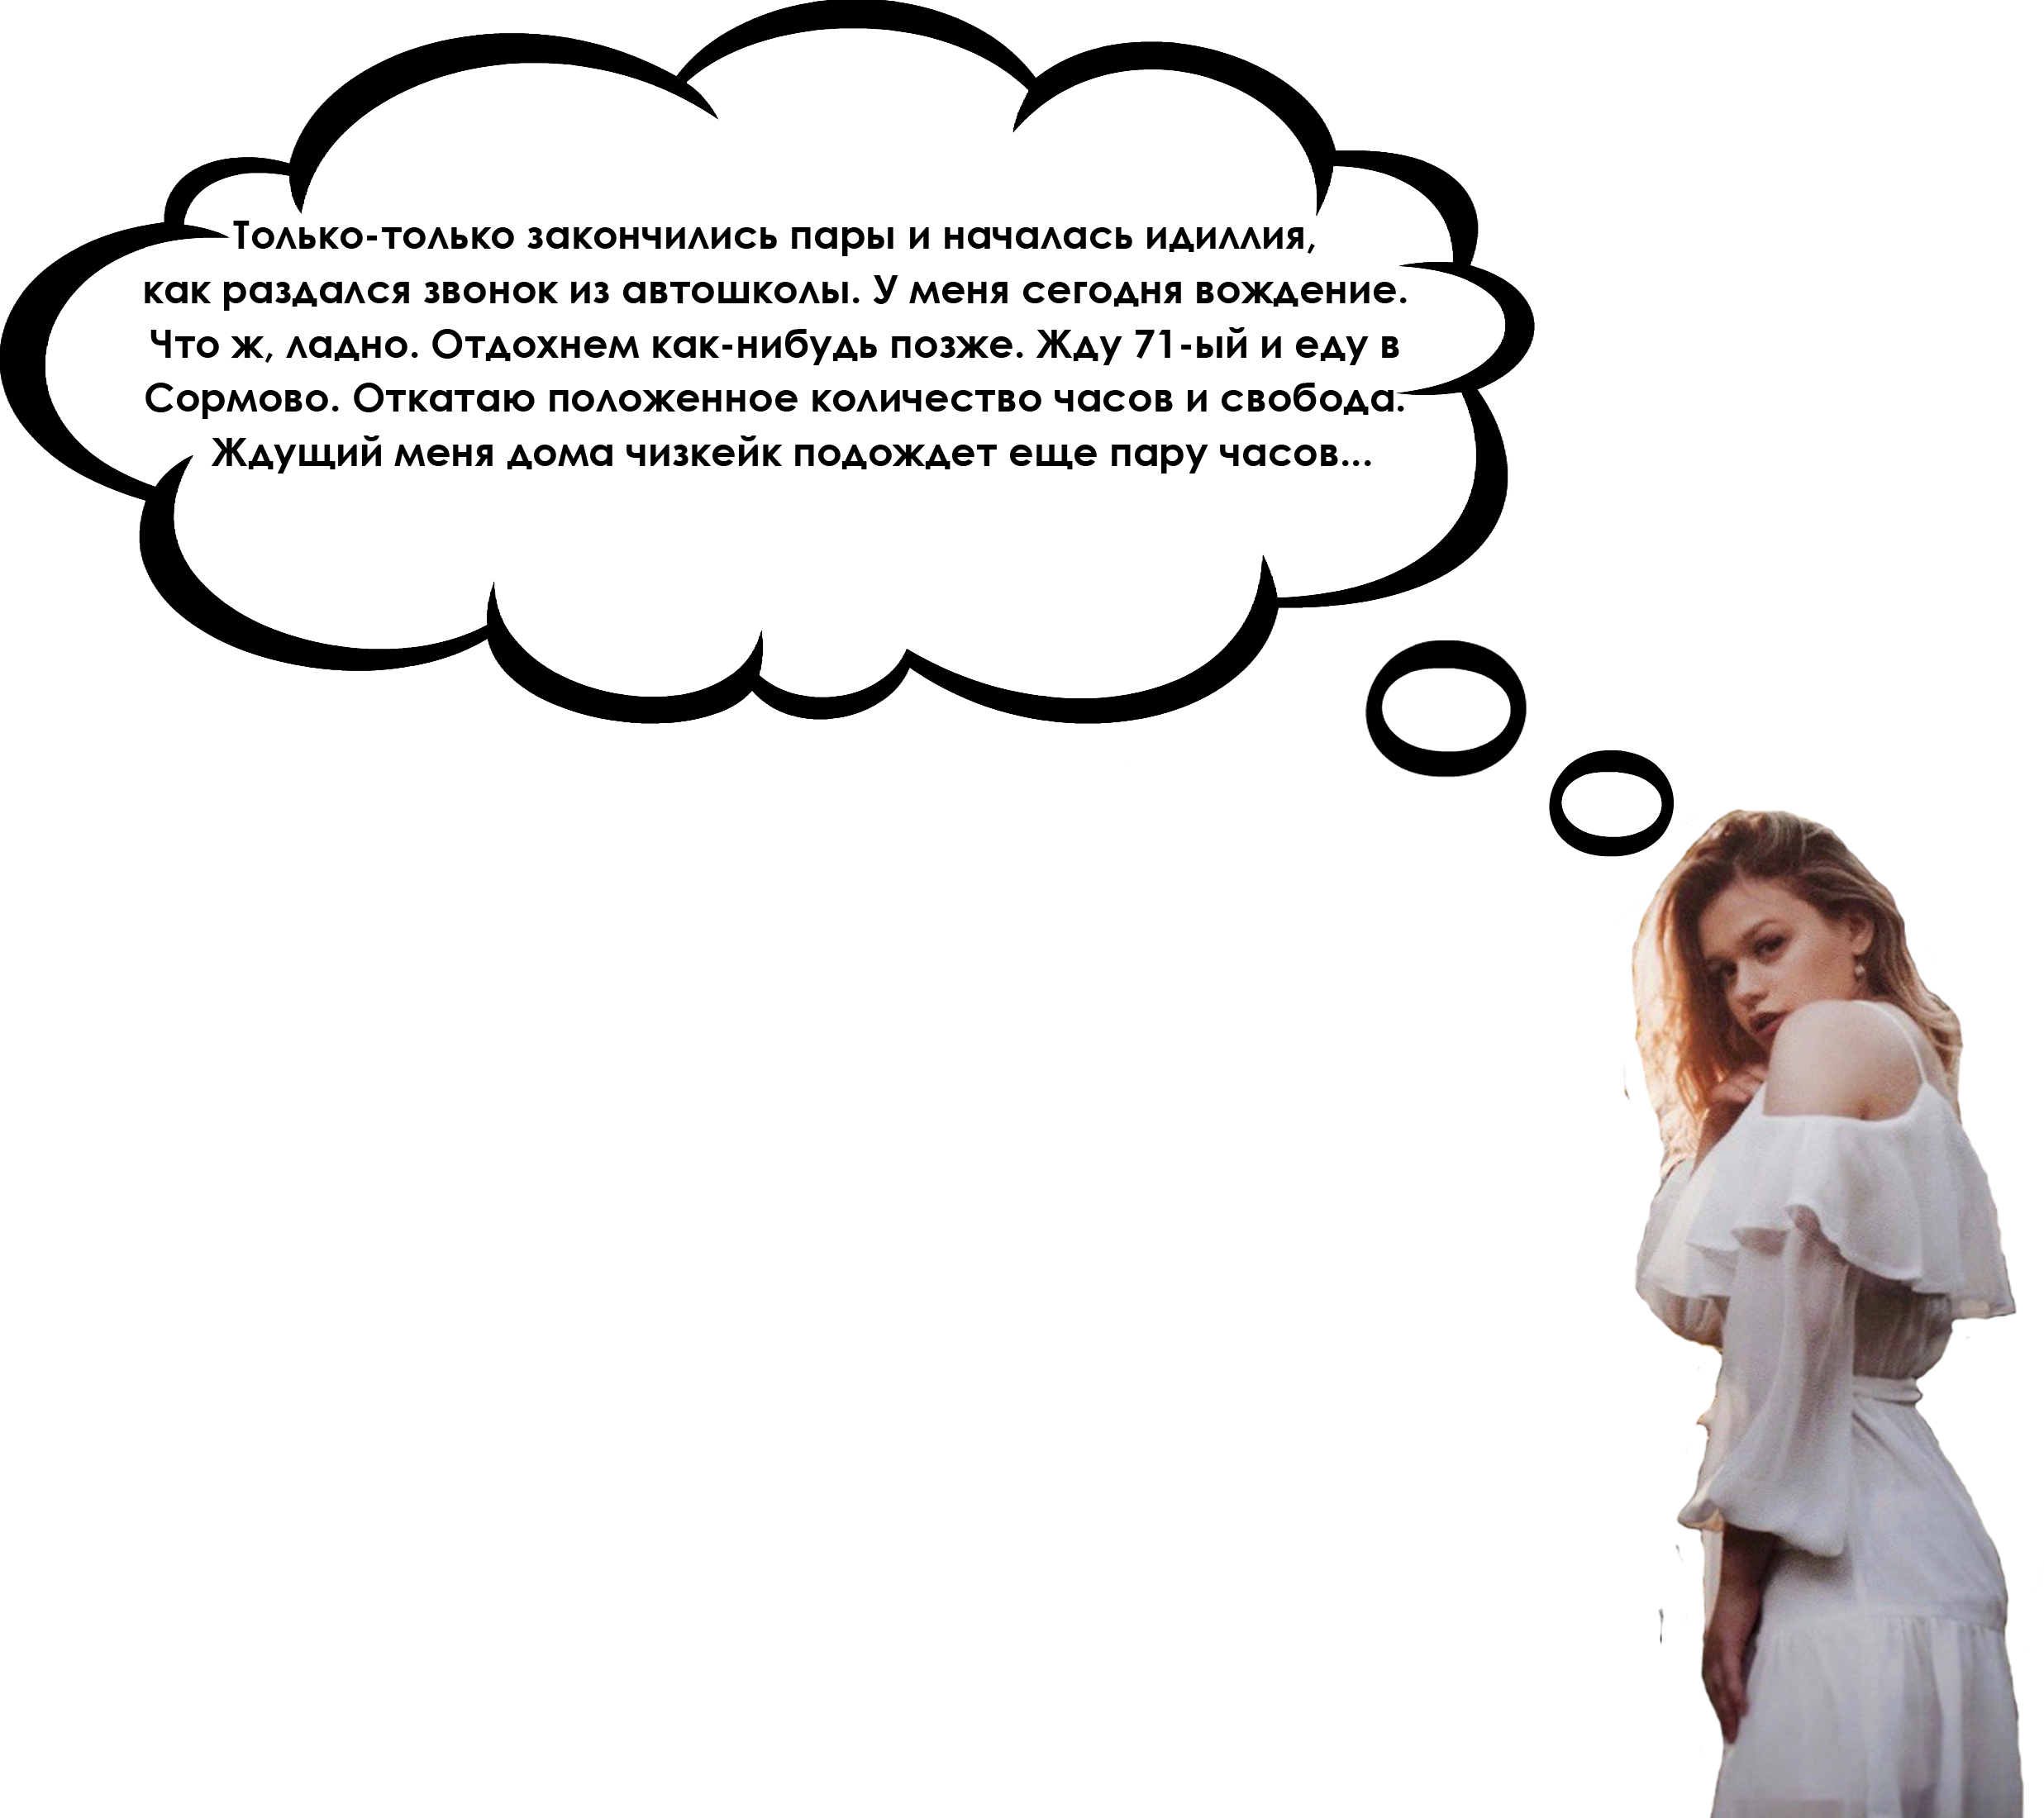 Только-только закончились пары и началась идиллия,
как раздался звонок из автошколы. У меня сегодня вождение.
Что ж, ладно. Отдохнем как-нибудь позже. Жду 71-ый и еду в
Сормово. Откатаю положенное количество часов и свобода.
Ждущий меня дома чизкейк подождет еще пару часов...